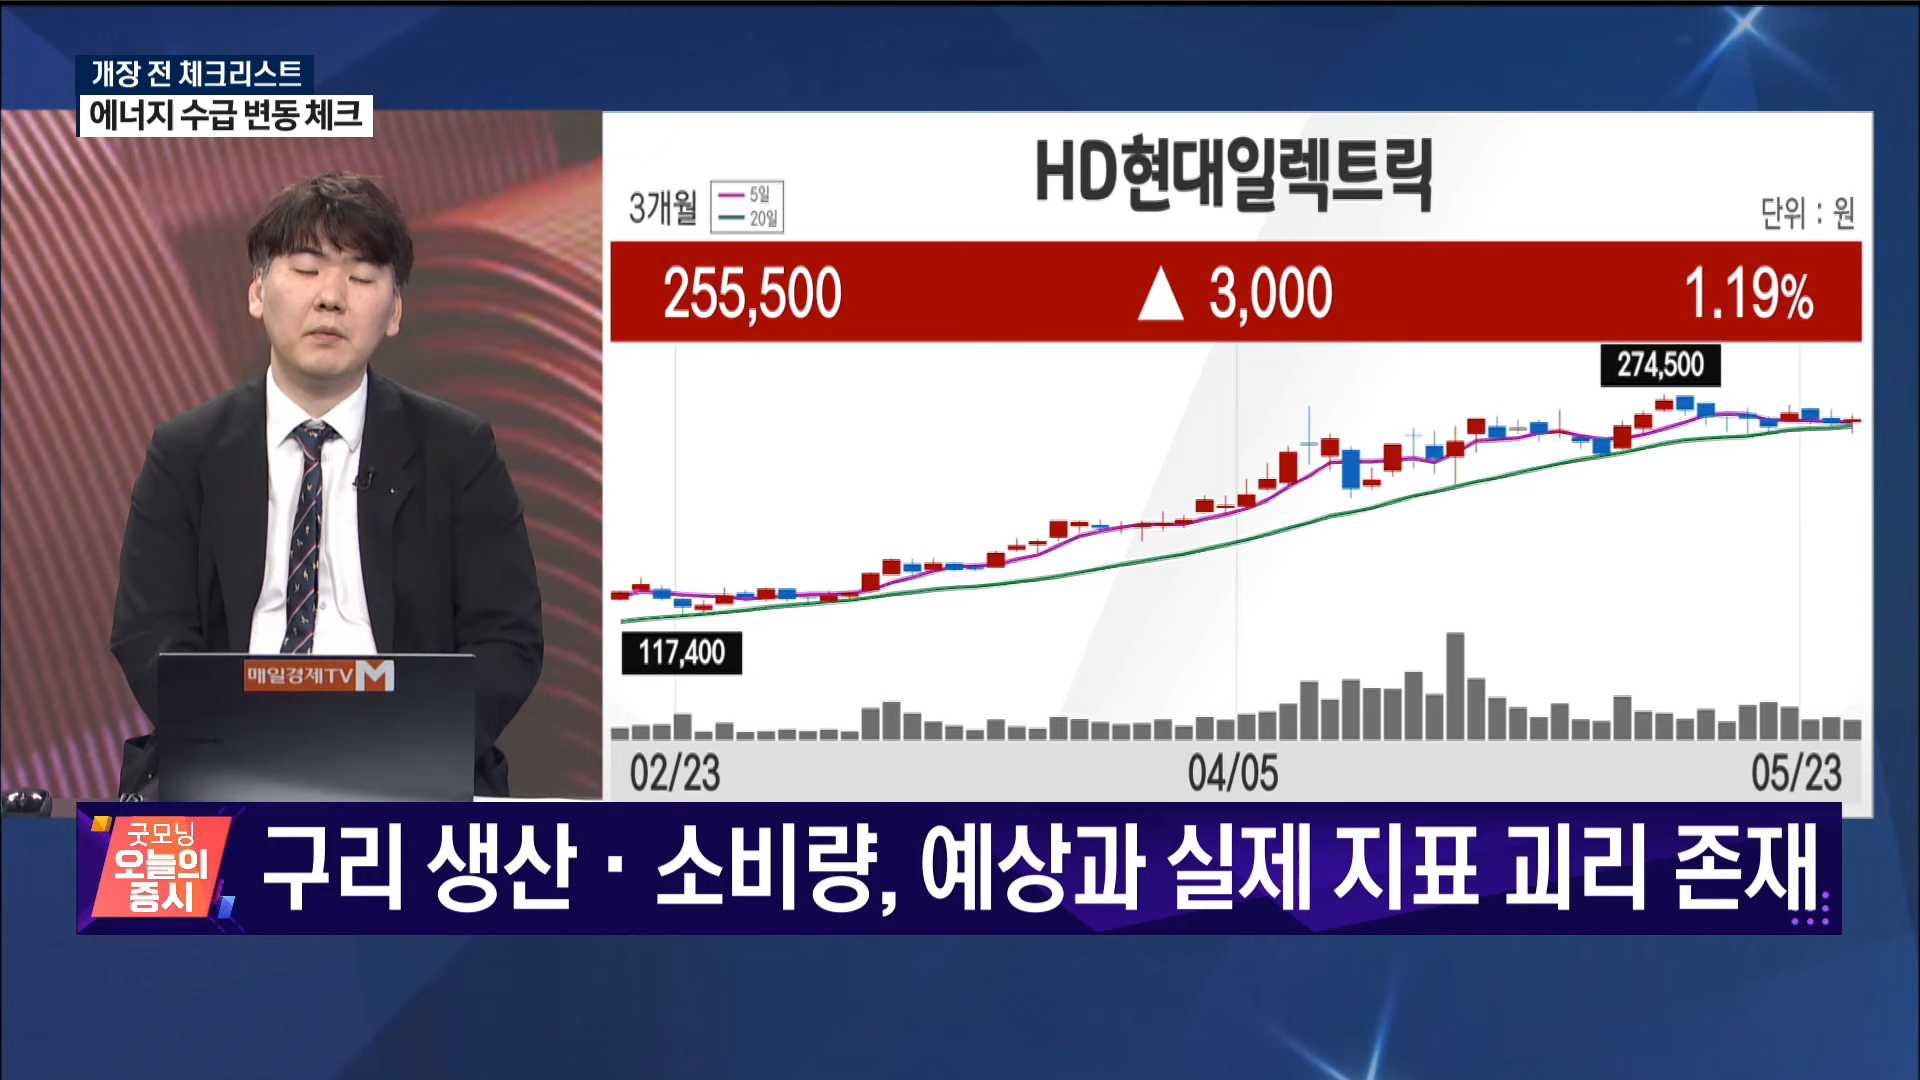 개장 전 체크리스트
에너지 수급 변동 체크
HD현대일렉트릭
3개월
5일
20일
단위 : 원
255,500 ▲ 3,000 1.19%
274,500
117,400
02/23 04/05 05/23
매일경제TV M
굿모닝
오늘의
증시
구리 생산 · 소비량, 예상과 실제 지표 괴리 존재